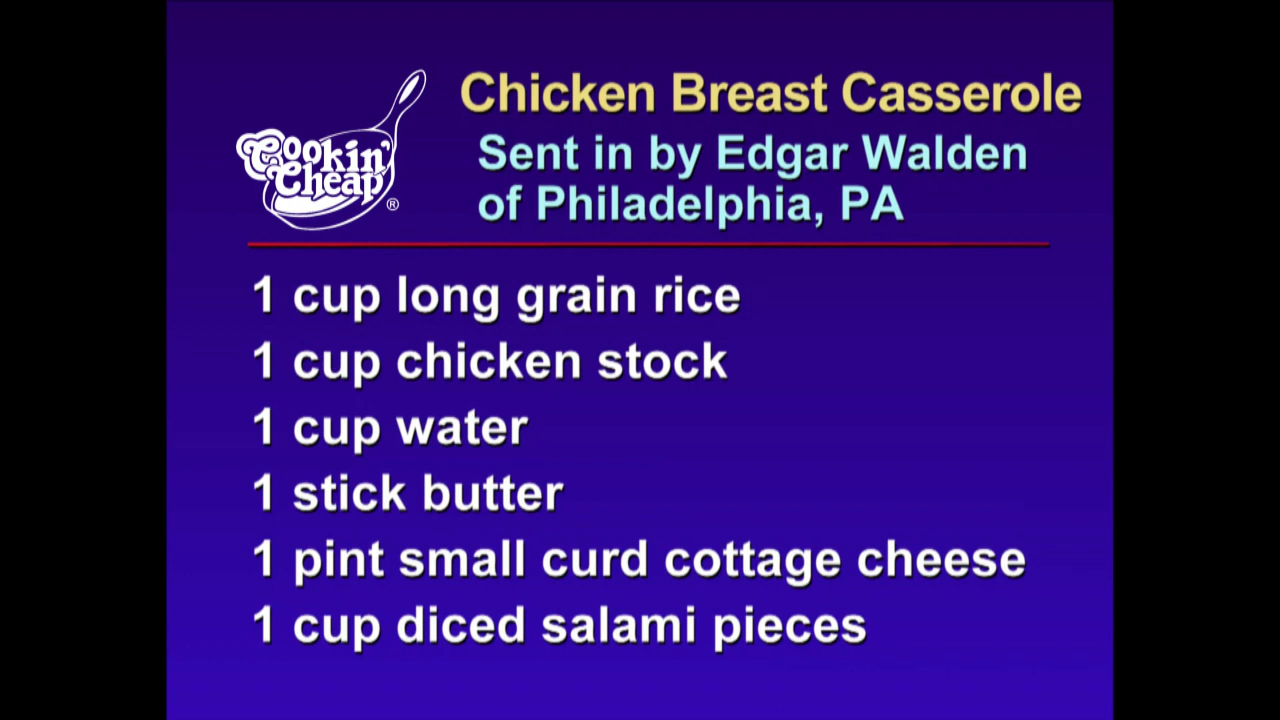 Cookin'
Cheap
®
Chicken Breast Casserole
Sent in by Edgar Walden
of Philadelphia, PA
1 cup long grain rice
1 cup chicken stock
1 cup water
1 stick butter
1 pint small curd cottage cheese
1 cup diced salami pieces